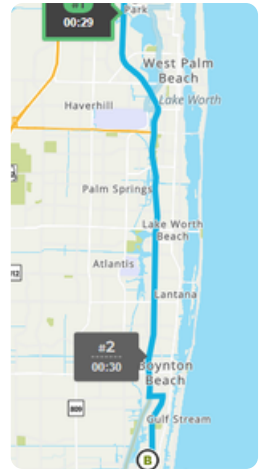 #1
Park
00:29
West Palm
Beach
Haverhill
Lake Worth
Palm Springs
Lake Worth
Beach
Atlantis
Lantana
#2
00:30
Boynton
Beach
809
Gulf Stream
B